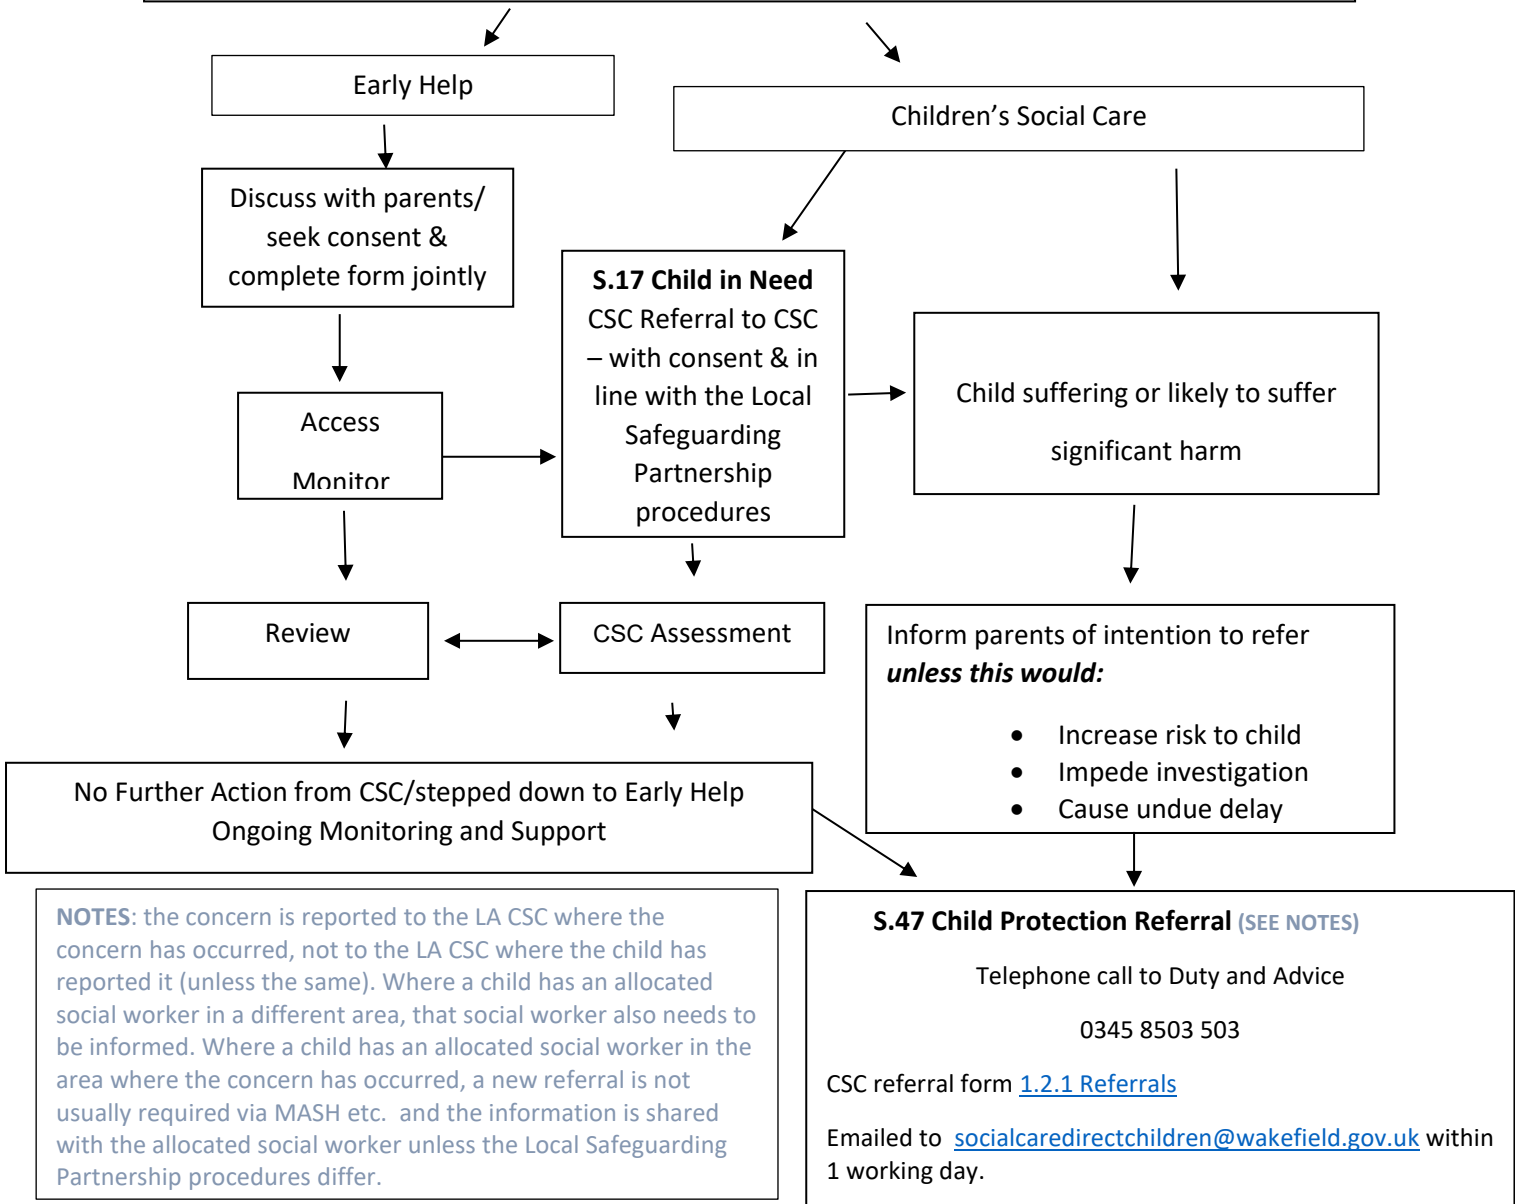 Early Help
Children's Social Care
Discuss with parents/
seek consent &
complete form jointly
S.17 Child in Need
CSC Referral to CSC
– with consent & in
line with the Local
Safeguarding
Partnership
procedures
Child suffering or likely to suffer
significant harm
Access
Monitor
Review
CSC Assessment
Inform parents of intention to refer
unless this would:
• Increase risk to child
• Impede investigation
• Cause undue delay
No Further Action from CSC/stepped down to Early Help
Ongoing Monitoring and Support
NOTES: the concern is reported to the LA CSC where the
concern has occurred, not to the LA CSC where the child has
reported it (unless the same). Where a child has an allocated
social worker in a different area, that social worker also needs to
be informed. Where a child has an allocated social worker in the
area where the concern has occurred, a new referral is not
usually required via MASH etc.  and the information is shared
with the allocated social worker unless the Local Safeguarding
Partnership procedures differ.
S.47 Child Protection Referral (SEE NOTES)
Telephone call to Duty and Advice
0345 8503 503
CSC referral form 1.2.1 Referrals
Emailed to  socialcaredirectchildren@wakefield.gov.uk within
1 working day.